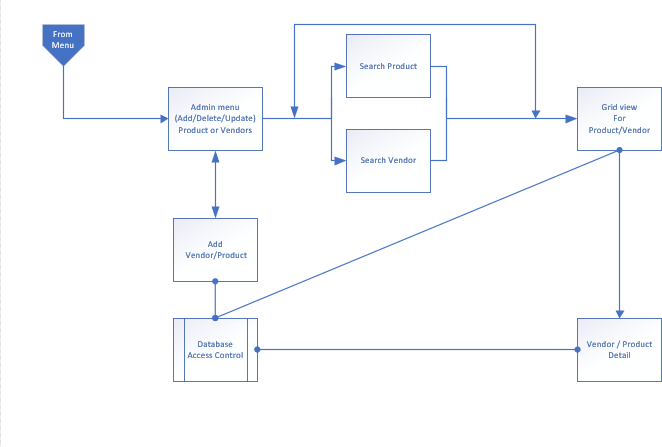 From
Menu
Admin menu
(Add/Delete/Update)
Product or Vendors
Search Product
Search Vendor
Grid view
For
Product/Vendor
Add
Vendor/Product
Database
Access Control
Vendor / Product
Detail